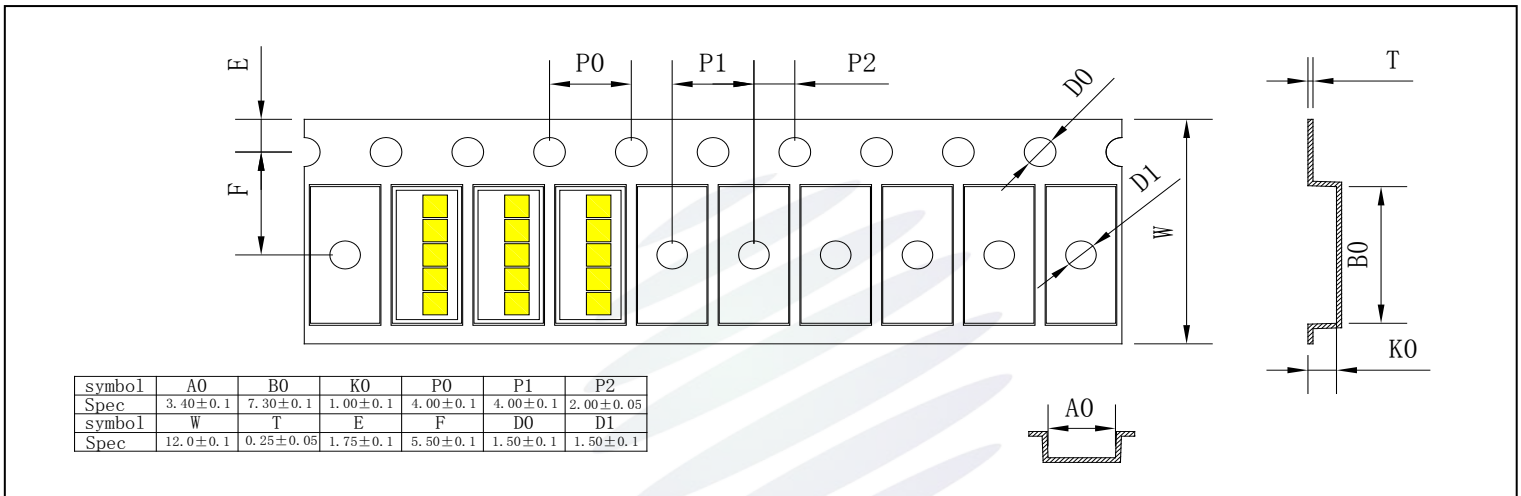 E
P0
P1
P2
D0
T
F
D1
W
B0
K0
A0
symbol A0 B0 K0 P0 P1 P2
Spec 3.40±0.1 7.30±0.1 1.00±0.1 4.00±0.1 4.00±0.1 2.00±0.05
symbol W T E F D0 D1
Spec 12.0±0.1 0.25±0.05 1.75±0.1 5.50±0.1 1.50±0.1 1.50±0.1